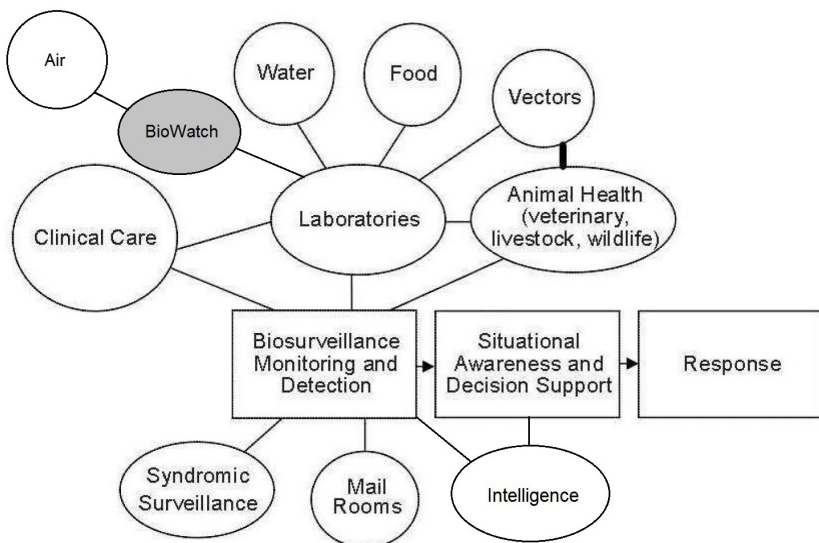 Air
Water
Food
Vectors
BioWatch
Clinical Care
Laboratories
Animal Health
(veterinary,
livestock, wildlife)
Biosurveillance
Monitoring and
Detection
Situational
Awareness and
Decision Support
Response
Syndromic
Surveillance
Mail
Rooms
Intelligence